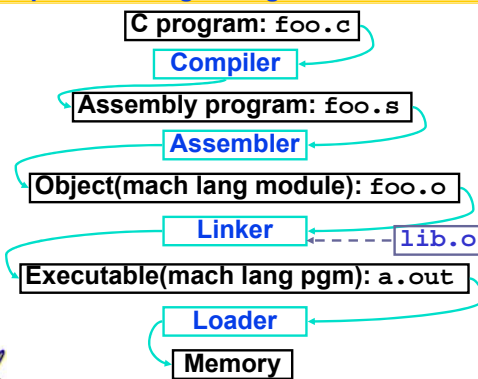 C program: foo.c
Compiler
Assembly program: foo.s
Assembler
Object(mach lang module): foo.o
Linker
lib.o
Executable(mach lang pgm): a.out
Loader
Memory